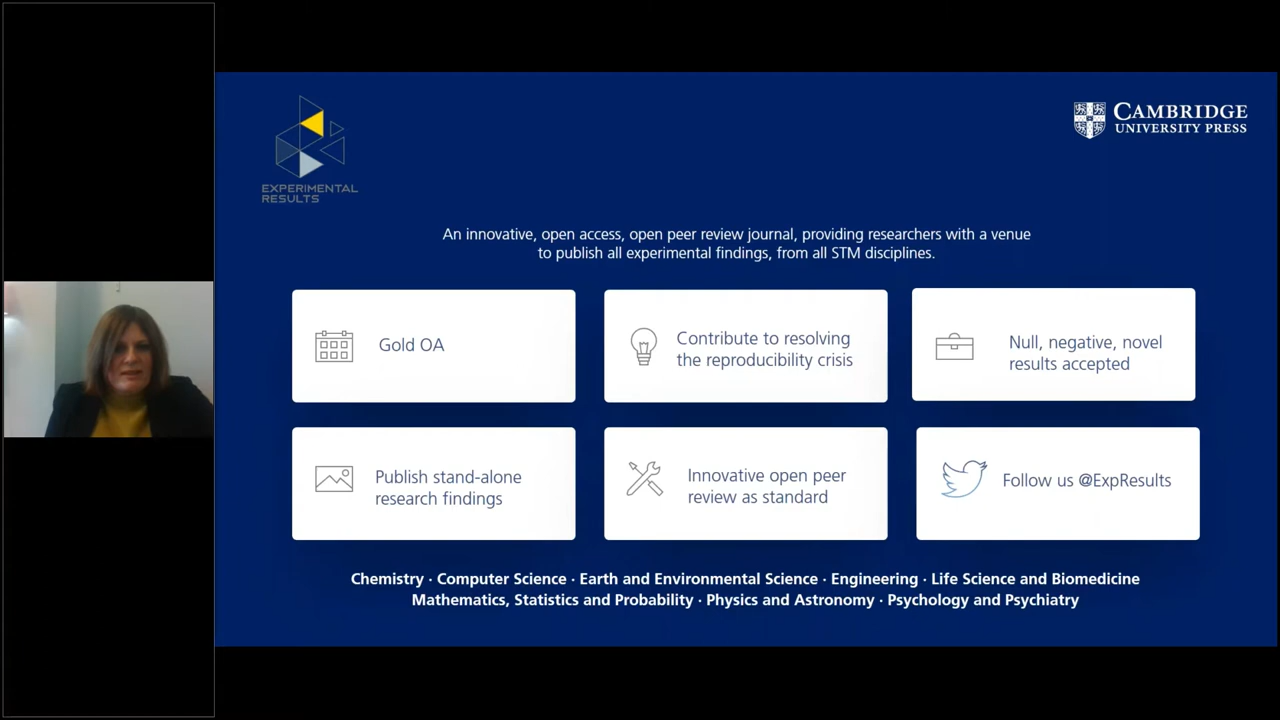 EXPERIMENTAL
RESULTS
CAMBRIDGE
UNIVERSITY PRESS
An innovative, open access, open peer review journal, providing researchers with a venue
to publish all experimental findings, from all STM disciplines.
Gold OA
Contribute to resolving
the reproducibility crisis
Null, negative, novel
results accepted
Publish stand-alone
research findings
Innovative open peer
review as standard
Follow us @ExpResults
Chemistry · Computer Science · Earth and Environmental Science · Engineering · Life Science and Biomedicine
Mathematics, Statistics and Probability · Physics and Astronomy · Psychology and Psychiatry